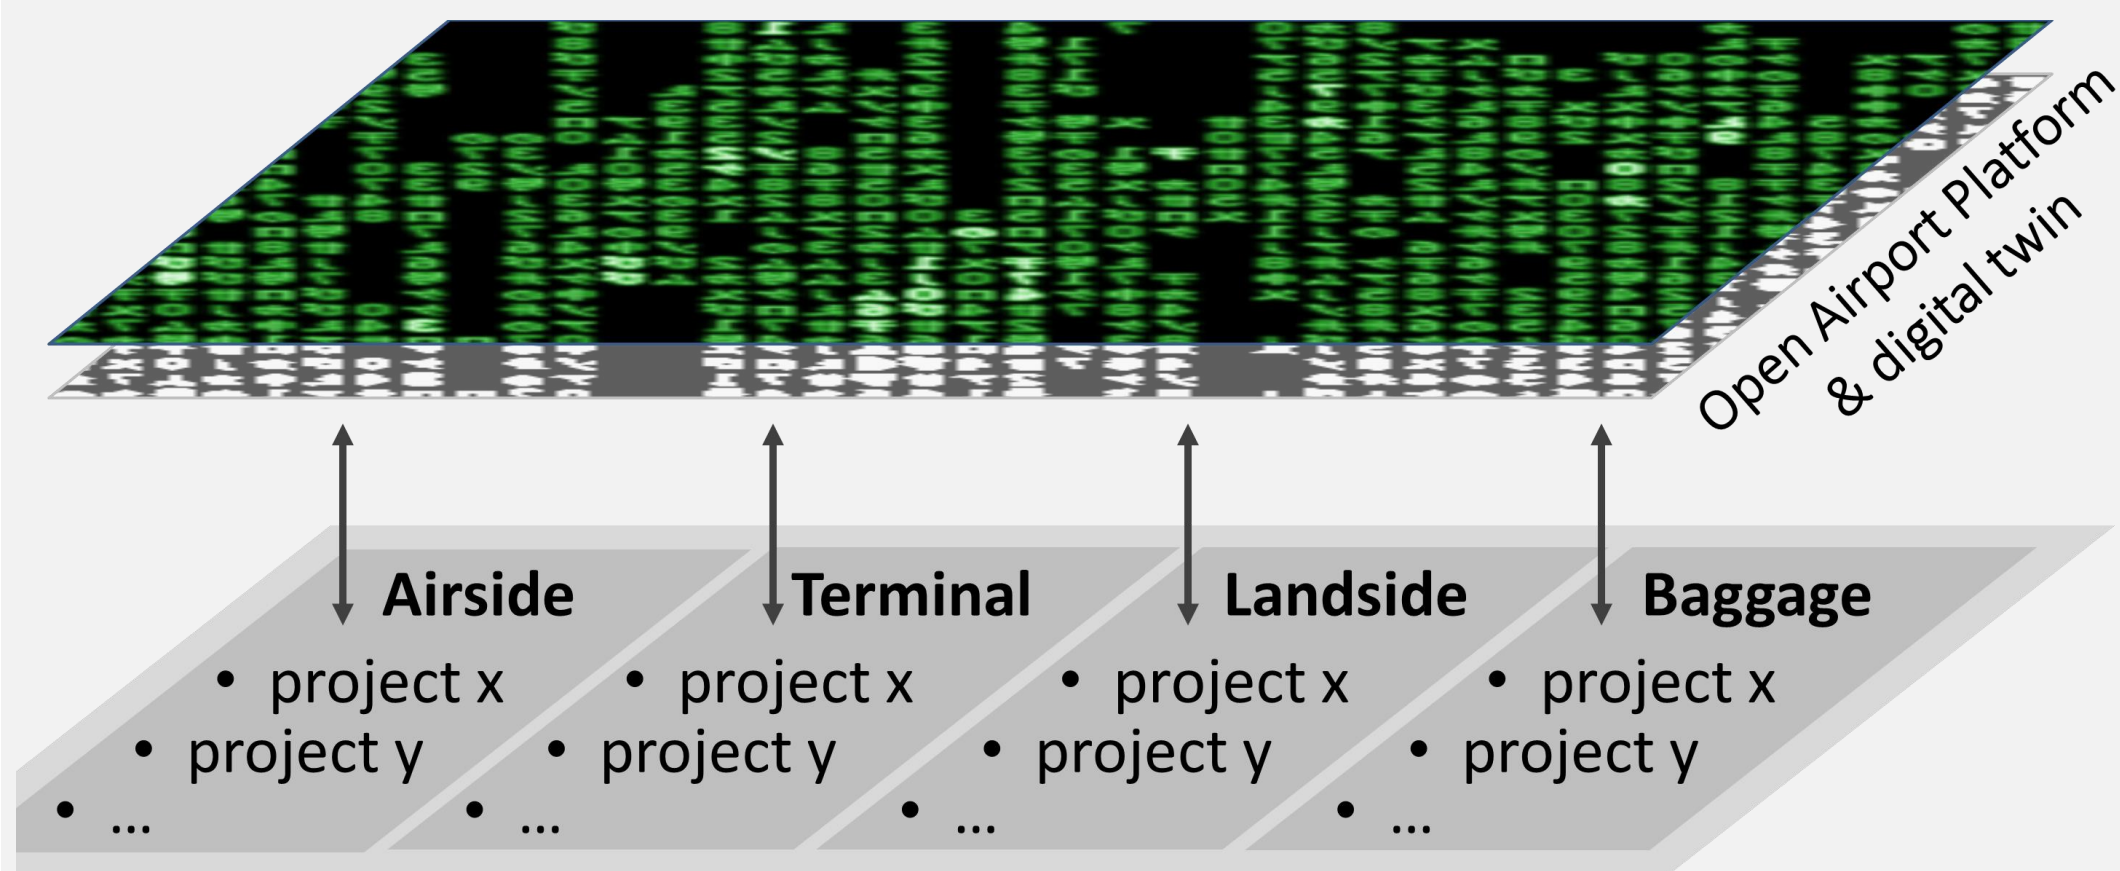 Open Airport Platform
& digital twin
Airside
• project x
• project y
• ...
Terminal
• project x
• project y
• ...
Landside
• project x
• project y
• ...
Baggage
• project x
• project y
• ...